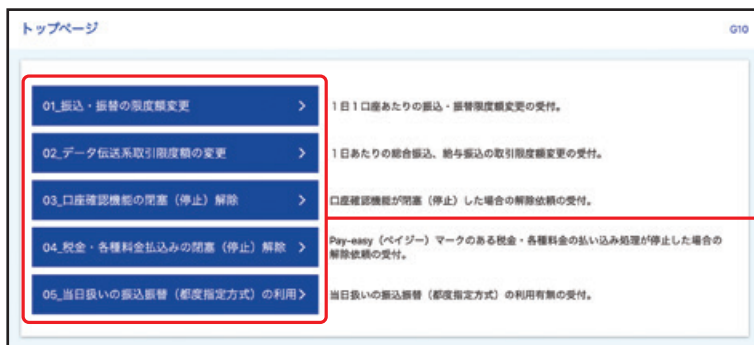 トップページ
G10
01_振込・振替の限度額変更
1日1口座あたりの振込・振替限度額変更の受付。
02_データ伝送系取引限度額の変更
1日あたりの総合振込、給与振込の取引限度額変更の受付。
03_口座確認機能の閉塞（停止）解除
口座確認機能が閉塞（停止）した場合の解除依頼の受付。
04_税金・各種料金払込みの閉塞（停止）解除
Pay-easy（ペイジー）マークのある税金・各種料金の払い込み処理が停止した場合の
解除依頼の受付。
05_当日扱いの振込振替（都度指定方式）の利用
当日扱いの振込振替（都度指定方式）の利用有無の受付。